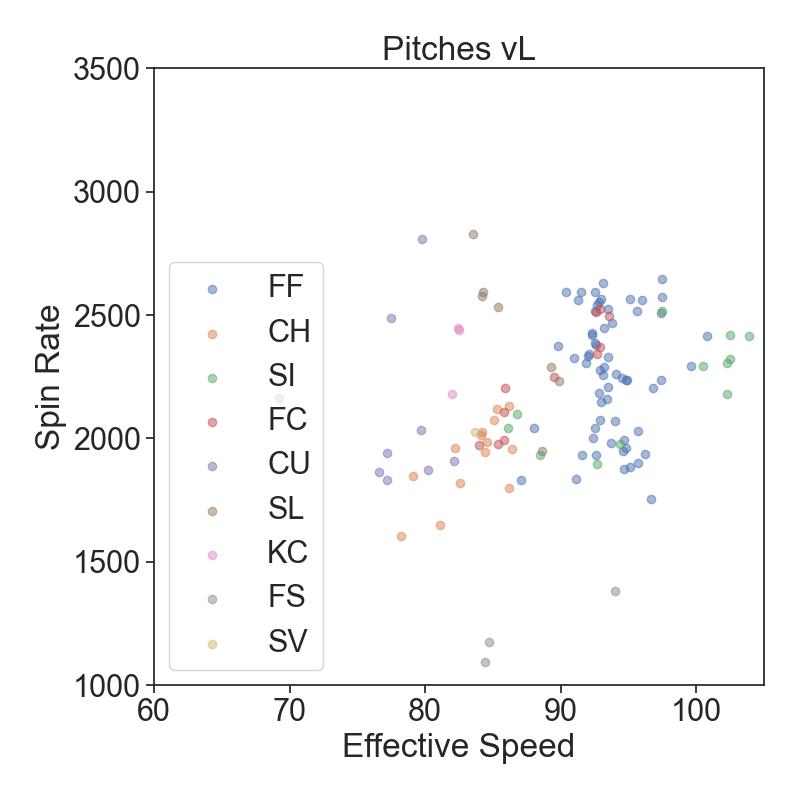 Pitches vL
3500
3000
2500
2000
1500
1000
Spin Rate
FF
CH
SI
FC
CU
SL
KC
FS
SV
60 70 80 90 100
Effective Speed